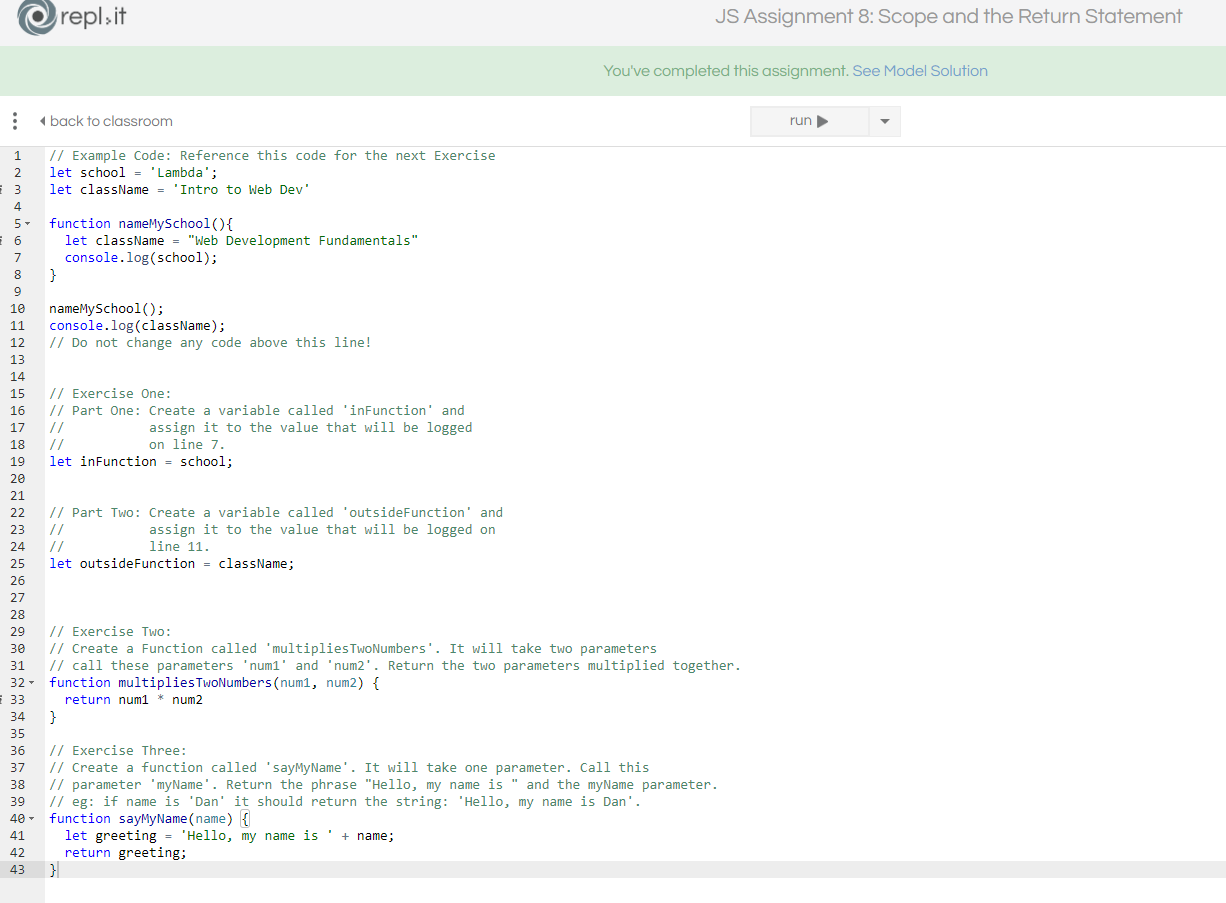 repl.it
JS Assignment 8: Scope and the Return Statement
You've completed this assignment. See Model Solution
back to classroom
run
1 // Example Code: Reference this code for the next Exercise
2 let school = 'Lambda';
3 let className = 'Intro to Web Dev'
4
5 function nameMySchool(){
6   let className = "Web Development Fundamentals"
7   console.log(school);
8 }
9
10 nameMySchool();
11 console.log(className);
12 // Do not change any code above this line!
13
14
15 // Exercise One:
16 // Part One: Create a variable called 'inFunction' and
17 //           assign it to the value that will be logged
18 //           on line 7.
19 let inFunction = school;
20
21
22 // Part Two: Create a variable called 'outsideFunction' and
23 //           assign it to the value that will be logged on
24 //           line 11.
25 let outsideFunction = className;
26
27
28
29 // Exercise Two:
30 // Create a Function called 'multipliesTwoNumbers'. It will take two parameters
31 // call these parameters 'num1' and 'num2'. Return the two parameters multiplied together.
32 function multipliesTwoNumbers(num1, num2) {
33   return num1 * num2
34 }
35
36 // Exercise Three:
37 // Create a function called 'sayMyName'. It will take one parameter. Call this
38 // parameter 'myName'. Return the phrase "Hello, my name is " and the myName parameter.
39 // eg: if name is 'Dan' it should return the string: 'Hello, my name is Dan'.
40 function sayMyName(name) {
41   let greeting = 'Hello, my name is ' + name;
42   return greeting;
43 }